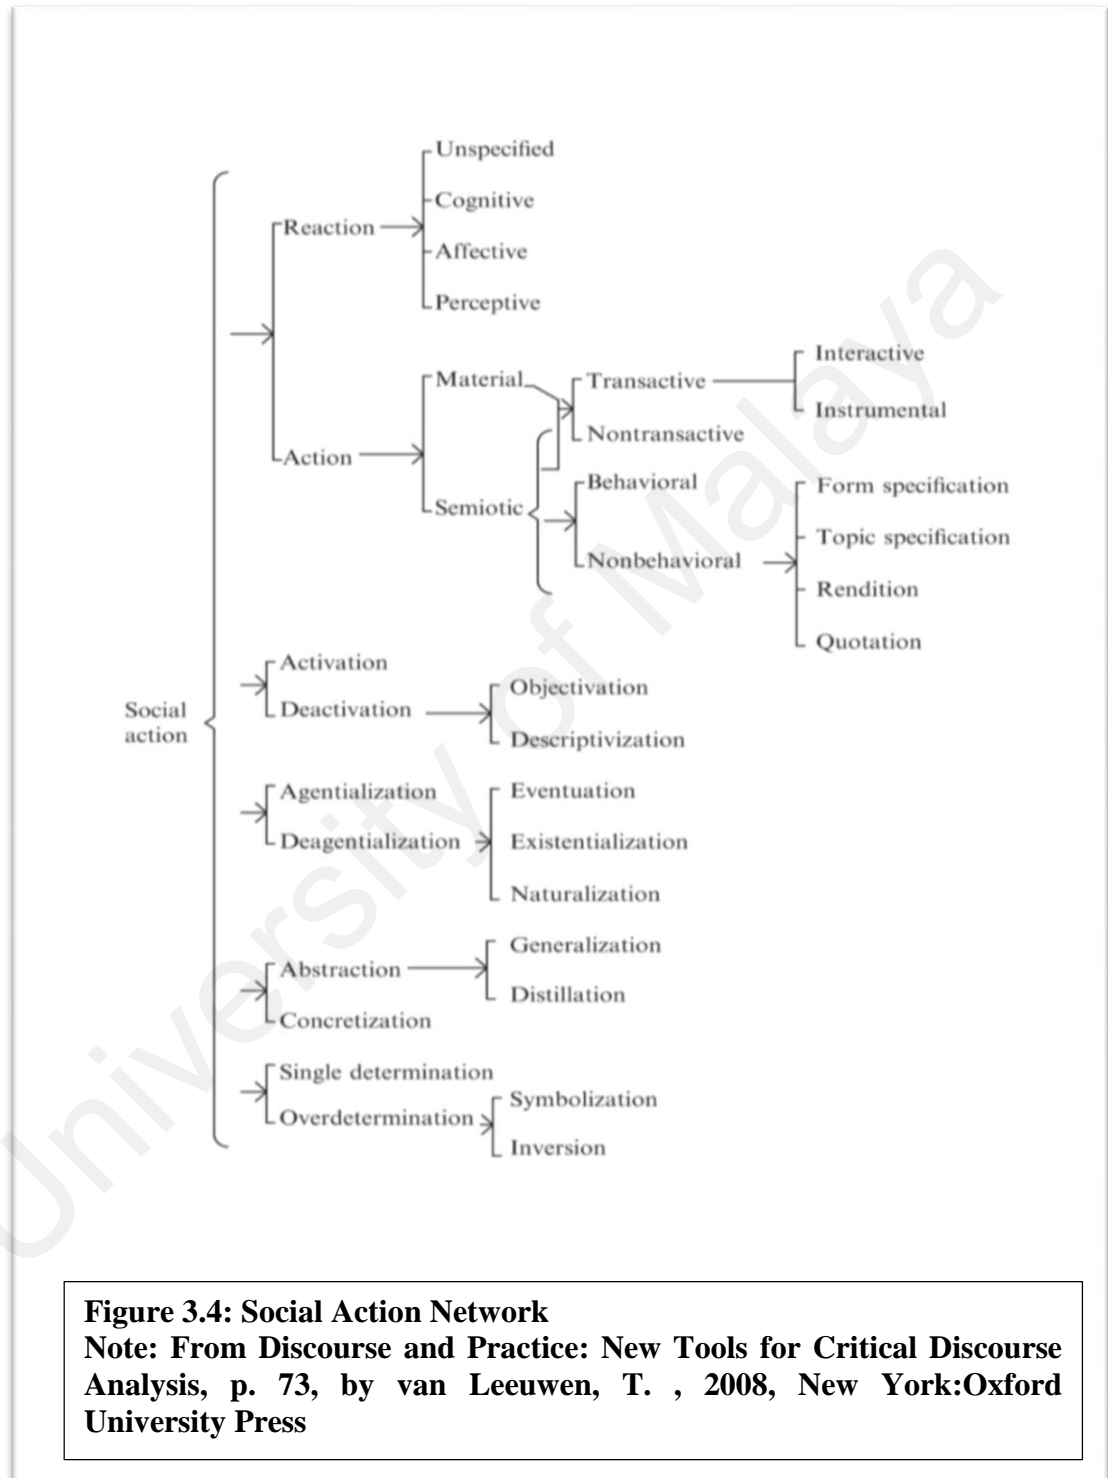 Unspecified
Cognitive
Reaction
Affective
Perceptive
Interactive
Material
Transactive
Instrumental
Nontransactive
Action
Behavioral
Form specification
Semiotic
Topic specification
Nonbehavioral
Rendition
Quotation
Activation
Objectivation
Deactivation
Social
action
Descriptivization
Agentialization
Eventuation
Deagentialization
Existentialization
Naturalization
Generalization
Abstraction
Distillation
Concretization
Single determination
Symbolization
Overdetermination
Inversion
University of Malaya
Figure 3.4: Social Action Network
Note: From Discourse and Practice: New Tools for Critical Discourse
Analysis, p. 73, by van Leeuwen, T. , 2008, New York:Oxford
University Press